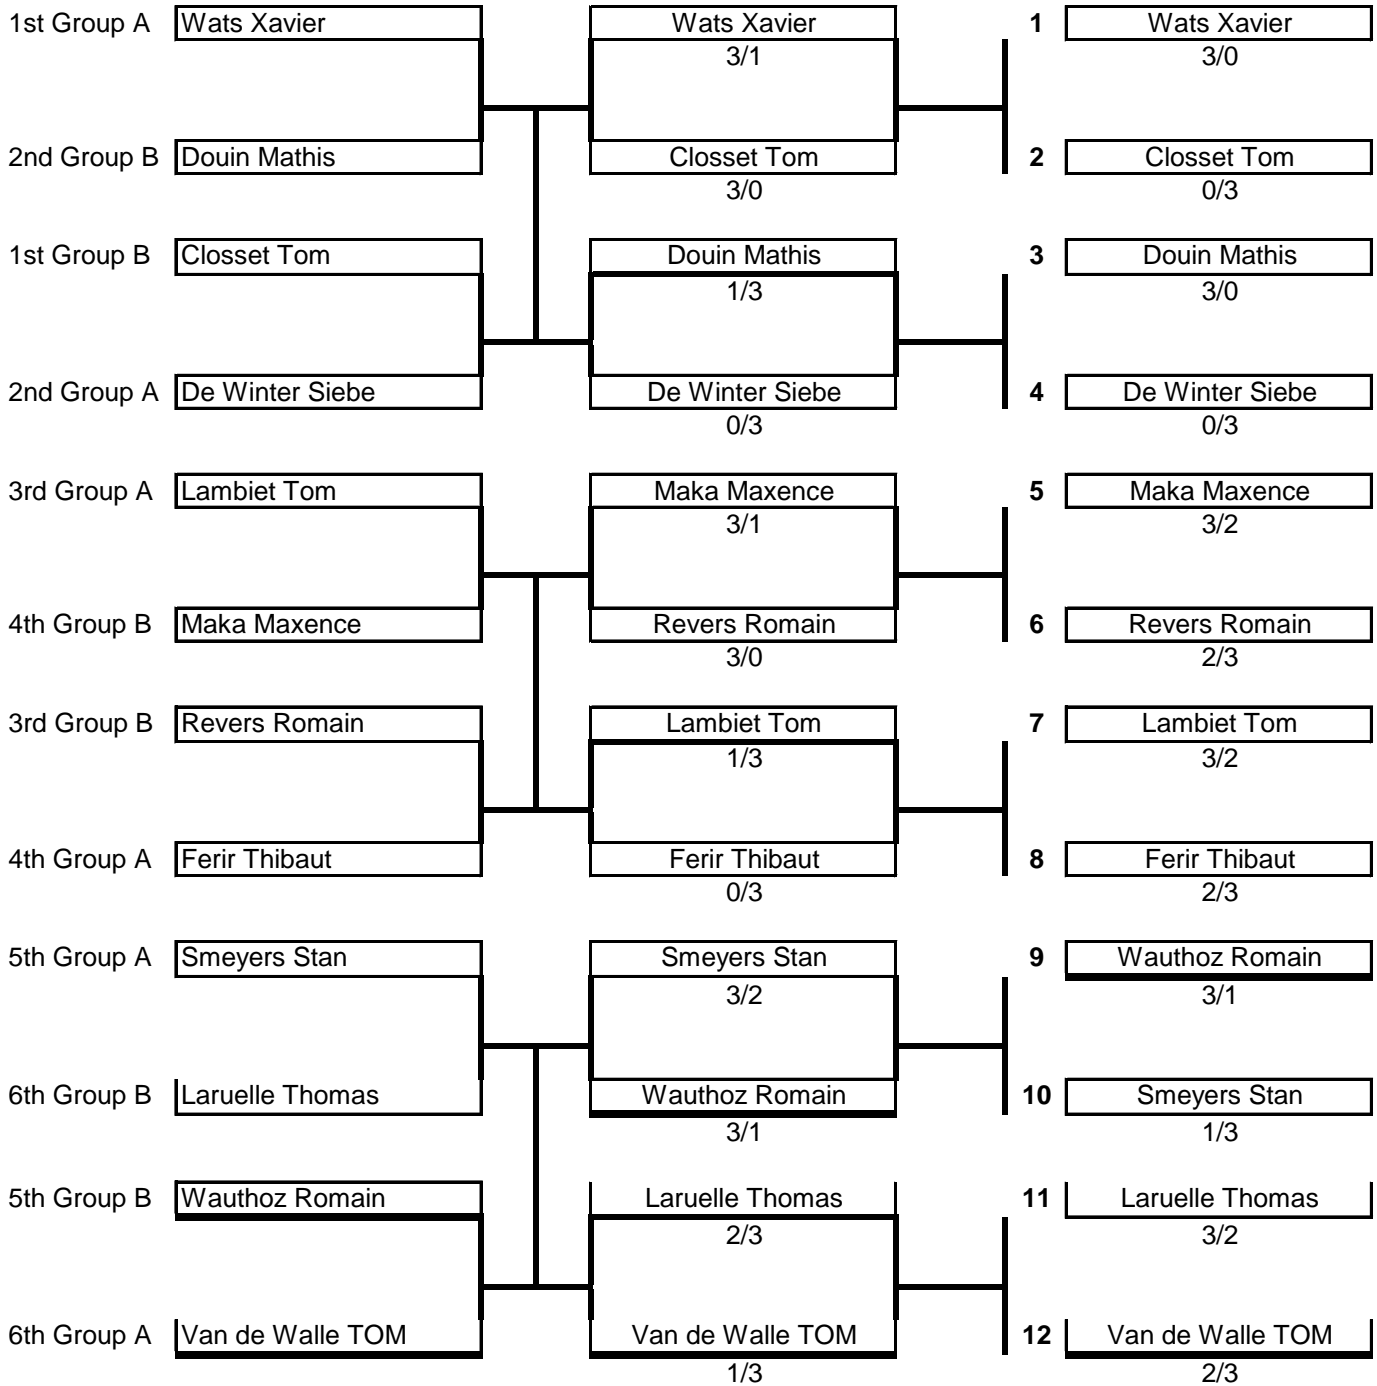 1st Group A Wats Xavier Wats Xavier 1 Wats Xavier
3/1 3/0
2nd Group B Douin Mathis Closset Tom 2 Closset Tom
3/0 0/3
1st Group B Closset Tom Douin Mathis 3 Douin Mathis
1/3 3/0
2nd Group A De Winter Siebe De Winter Siebe 4 De Winter Siebe
0/3 0/3
3rd Group A Lambiet Tom Maka Maxence 5 Maka Maxence
3/1 3/2
4th Group B Maka Maxence Revers Romain 6 Revers Romain
3/0 2/3
3rd Group B Revers Romain Lambiet Tom 7 Lambiet Tom
1/3 3/2
4th Group A Ferir Thibaut Ferir Thibaut 8 Ferir Thibaut
0/3 2/3
5th Group A Smeyers Stan Smeyers Stan 9 Wauthoz Romain
3/2 3/1
6th Group B Laruelle Thomas Wauthoz Romain 10 Smeyers Stan
3/1 1/3
5th Group B Wauthoz Romain Laruelle Thomas 11 Laruelle Thomas
2/3 3/2
6th Group A Van de Walle TOM Van de Walle TOM 12 Van de Walle TOM
1/3 2/3